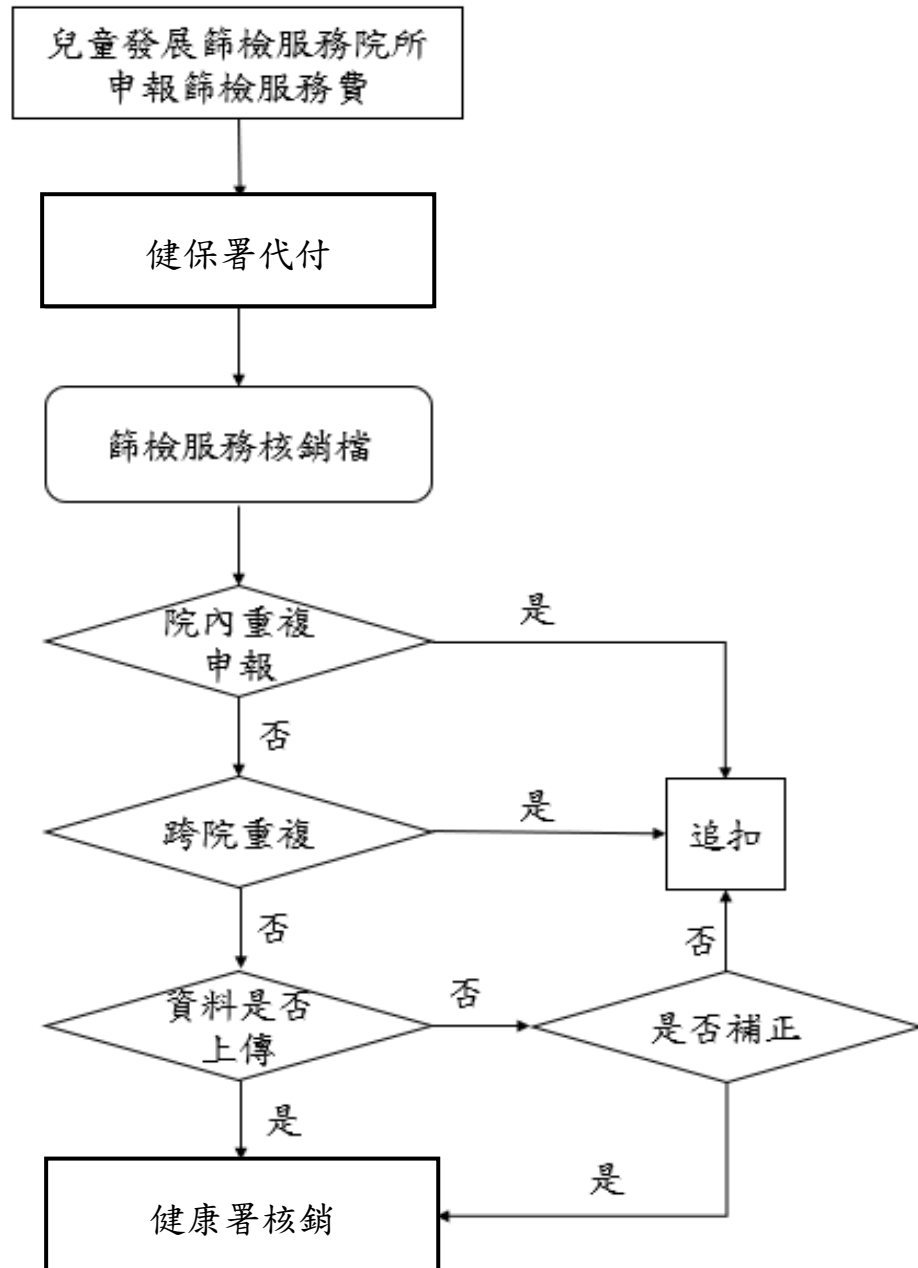 兒童發展篩檢服務院所
申報篩檢服務費
健保署代付
篩檢服務核銷檔
院內重複
申報
是
否
跨院重複
是
追扣
否
否
資料是否
上傳
否
是否補正
是
是
健康署核銷